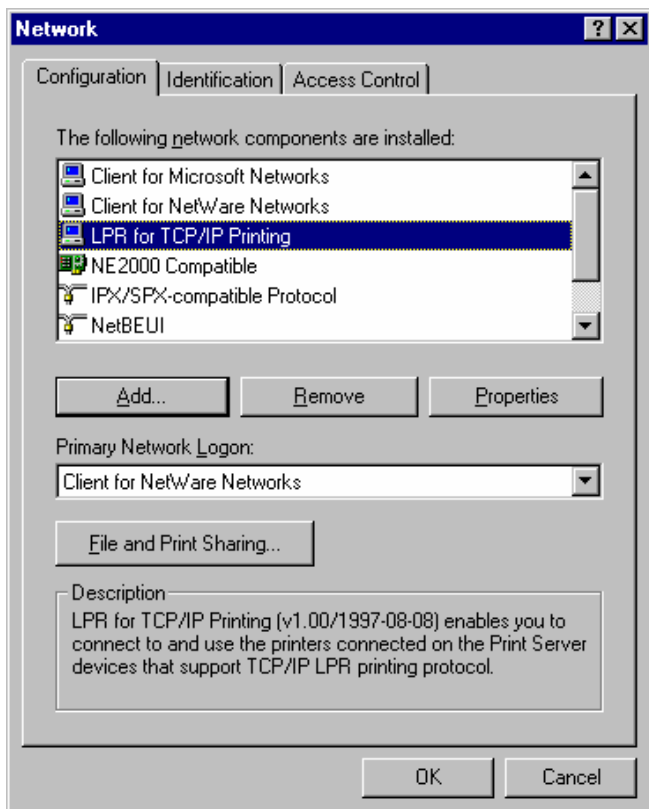 Network
Configuration Identification Access Control
The following network components are installed:
Client for Microsoft Networks
Client for NetWare Networks
LPR for TCP/IP Printing
NE2000 Compatible
IPX/SPX-compatible Protocol
NetBEUI
Add... Remove Properties
Primary Network Logon:
Client for NetWare Networks
File and Print Sharing...
Description
LPR for TCP/IP Printing (v1.00/1997-08-08) enables you to
connect to and use the printers connected on the Print Server
devices that support TCP/IP LPR printing protocol.
OK Cancel